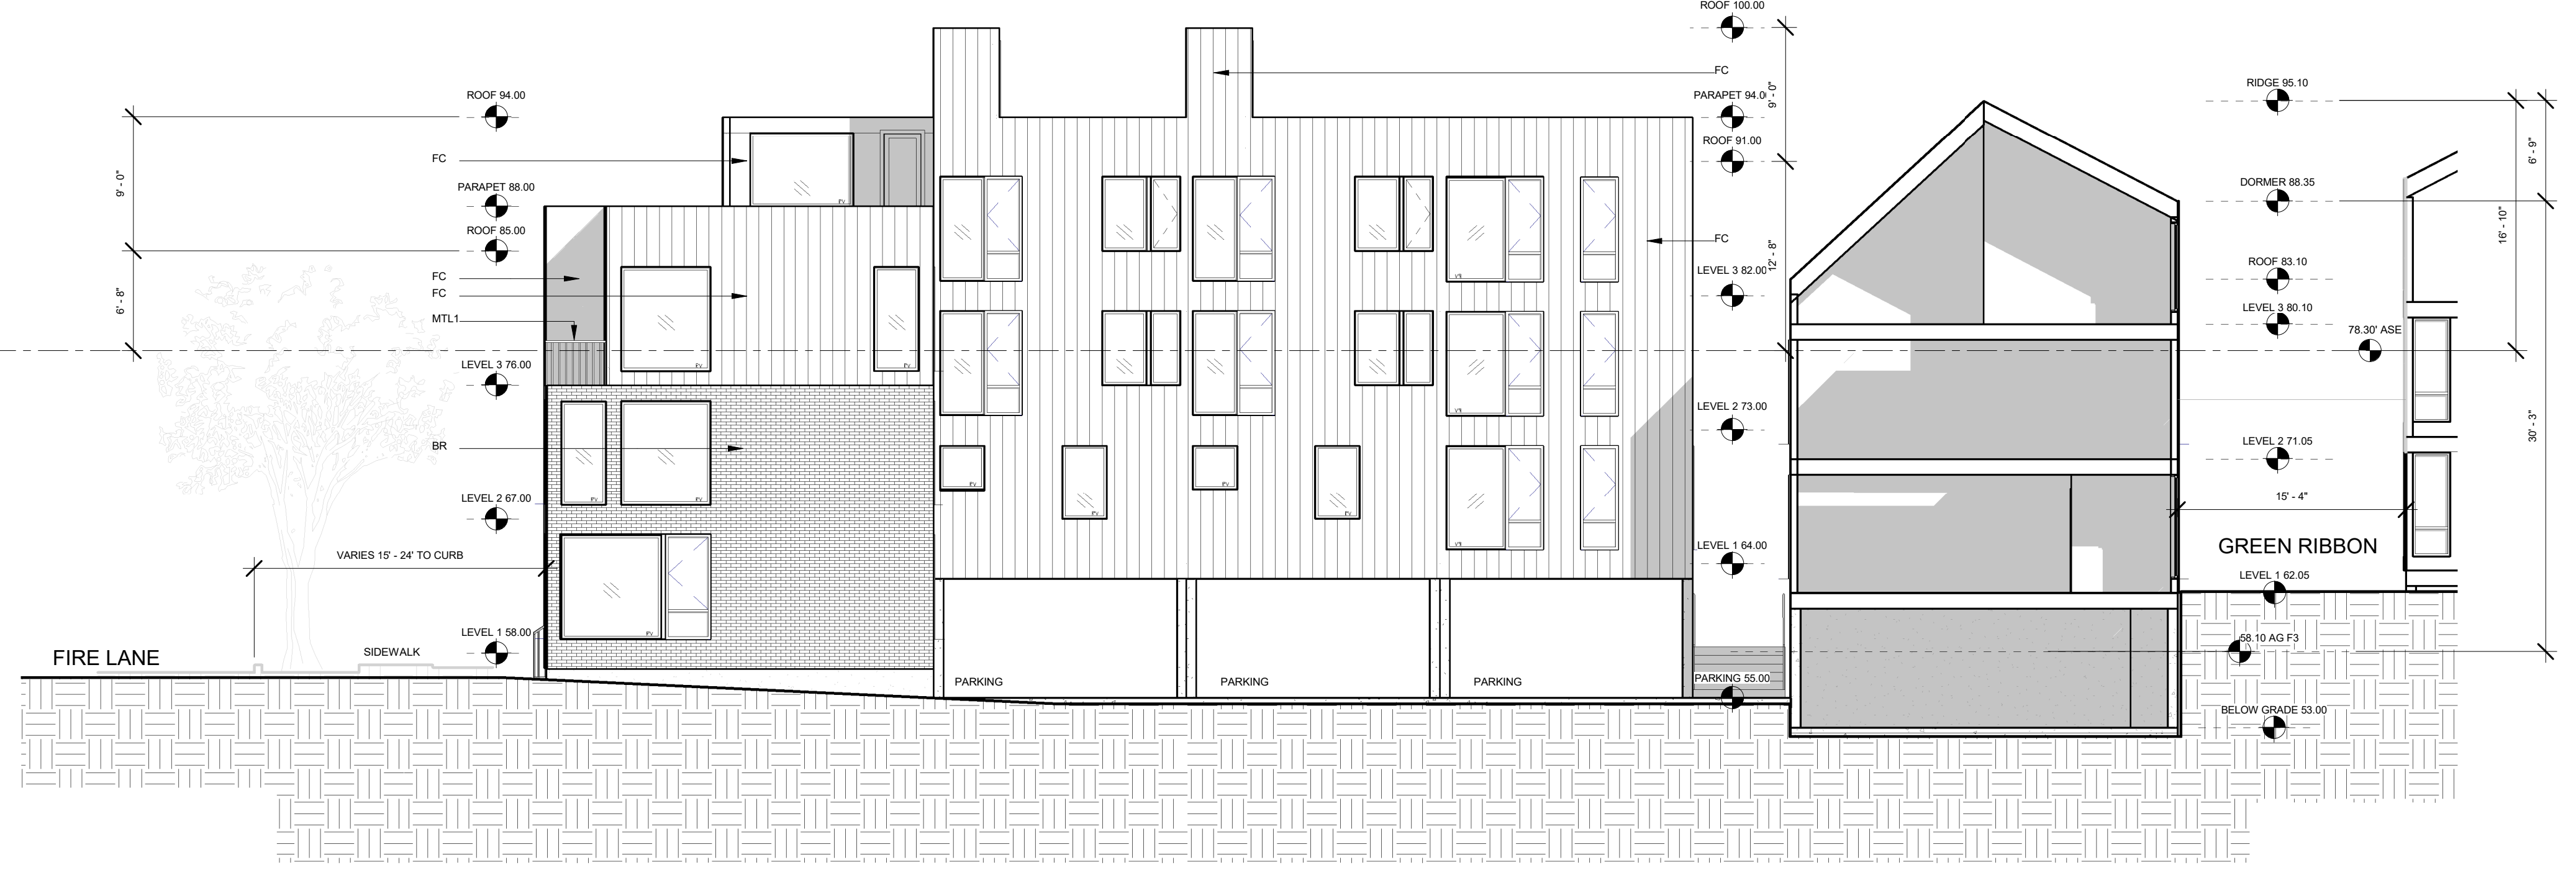 ROOF 94.00
FC
9' - 0"
PARAPET 88.00
ROOF 85.00
FC
FC
6' - 8"
MTL1
LEVEL 3 76.00
BR
LEVEL 2 67.00
VARIES 15' - 24' TO CURB
LEVEL 1 58.00
FIRE LANE
SIDEWALK
PARKING
PARKING
PARKING
ROOF 100.00
FC
9' - 0"
PARAPET 94.0
ROOF 91.00
FC
12' - 8"
LEVEL 3 82.00
LEVEL 2 73.00
LEVEL 1 64.00
PARKING 55.00
RIDGE 95.10
6' - 9"
DORMER 88.35
16' - 10"
ROOF 83.10
LEVEL 3 80.10
78.30' ASE
30' - 3"
LEVEL 2 71.05
15' - 4"
GREEN RIBBON
LEVEL 1 62.05
58.10 AG F3
BELOW GRADE 53.00